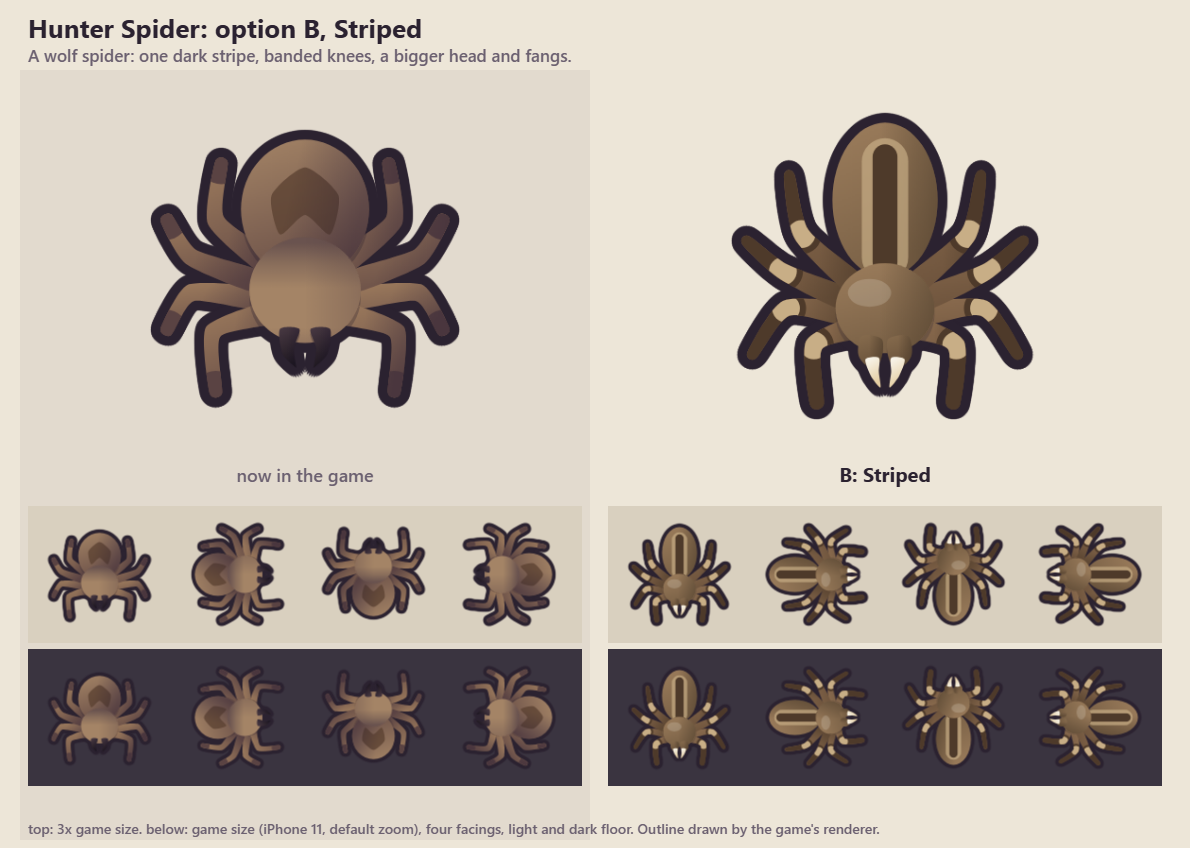 Hunter Spider: option B, Striped
A wolf spider: one dark stripe, banded knees, a bigger head and fangs.
now in the game
B: Striped
top: 3x game size. below: game size (iPhone 11, default zoom), four facings, light and dark floor. Outline drawn by the game's renderer.